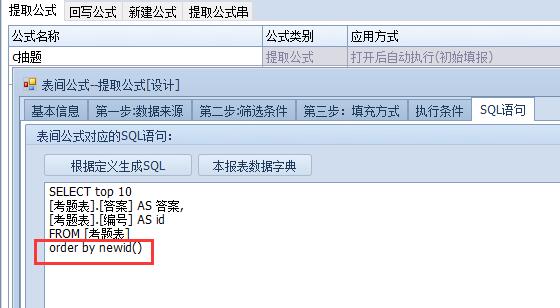 提取公式 回写公式 新建公式 提取公式串
公式名称 公式类别 应用方式
c抽题 提取公式 打开后自动执行(初始填报)
表间公式--提取公式[设计]
基本信息 第一步:数据来源 第二步:筛选条件 第三步：填充方式 执行条件 SQL语句
表间公式对应的SQL语句：
根据定义生成SQL 本报表数据字典
SELECT top 10
[考题表].[答案] AS 答案,
[考题表].[编号] AS id
FROM [考题表]
order by newid()